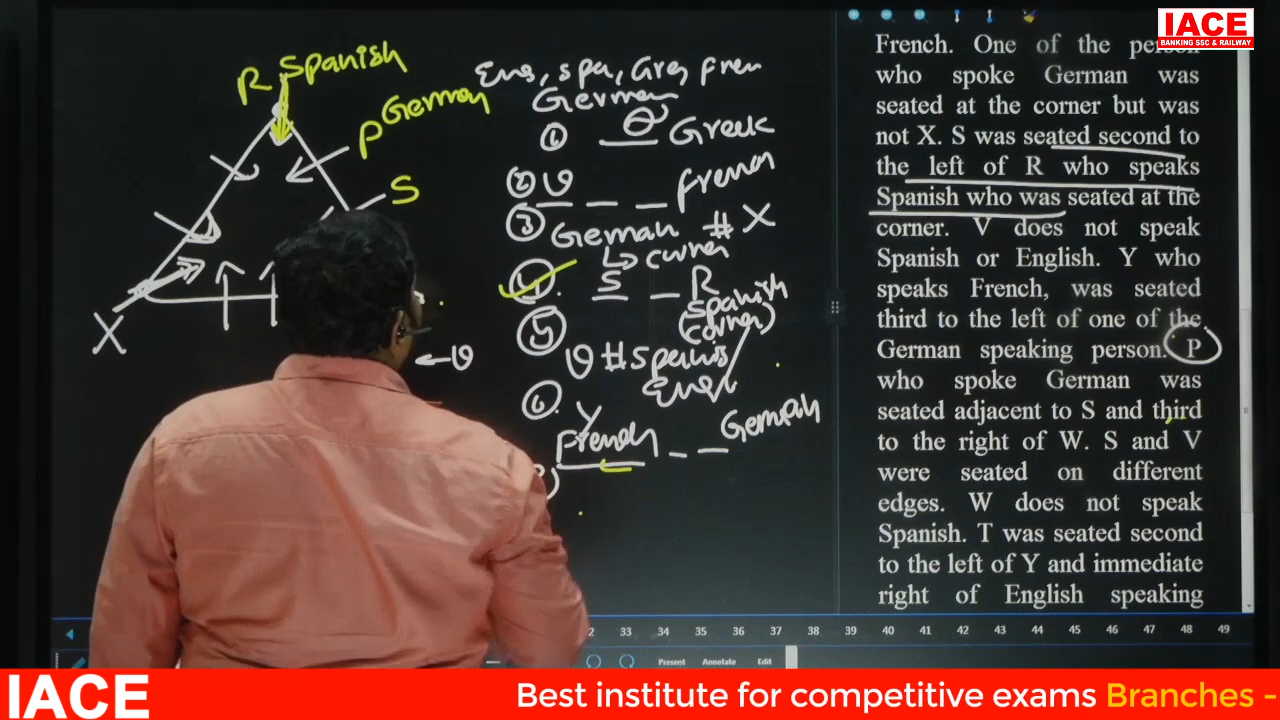 IACE
BANKING SSC & RAILWAY
French. One of the person
who spoke German was
seated at the corner but was
not X. S was seated second to
the left of R who speaks
Spanish who was seated at the
corner. V does not speak
Spanish or English. Y who
speaks French, was seated
third to the left of one of the
German speaking person. P
who spoke German was
seated adjacent to S and third
to the right of W. S and V
were seated on different
edges. W does not speak
Spanish. T was seated second
to the left of Y and immediate
right of English speaking
R Spanish
P German
S
X
V
Eng, spa, Gre, fren
German
① Greek
② V French
③ German # X
↳ corner
④. S R
Spanish
(corner)
⑤
V # Spanis
Engl
⑥.
Y
French German
32 33 34 35 36 37 38 39 40 41 42 43 44 45 46 47 48 49
Present Annotate Edit
IACE Best institute for competitive exams Branches -